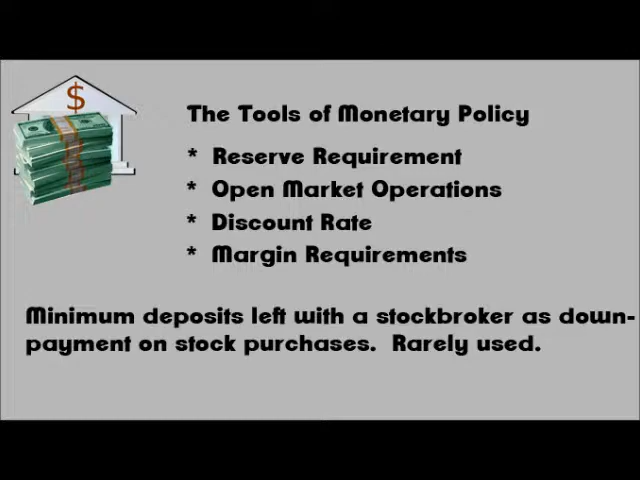 $
The Tools of Monetary Policy
* Reserve Requirement
* Open Market Operations
* Discount Rate
* Margin Requirements
Minimum deposits left with a stockbroker as down-
payment on stock purchases. Rarely used.